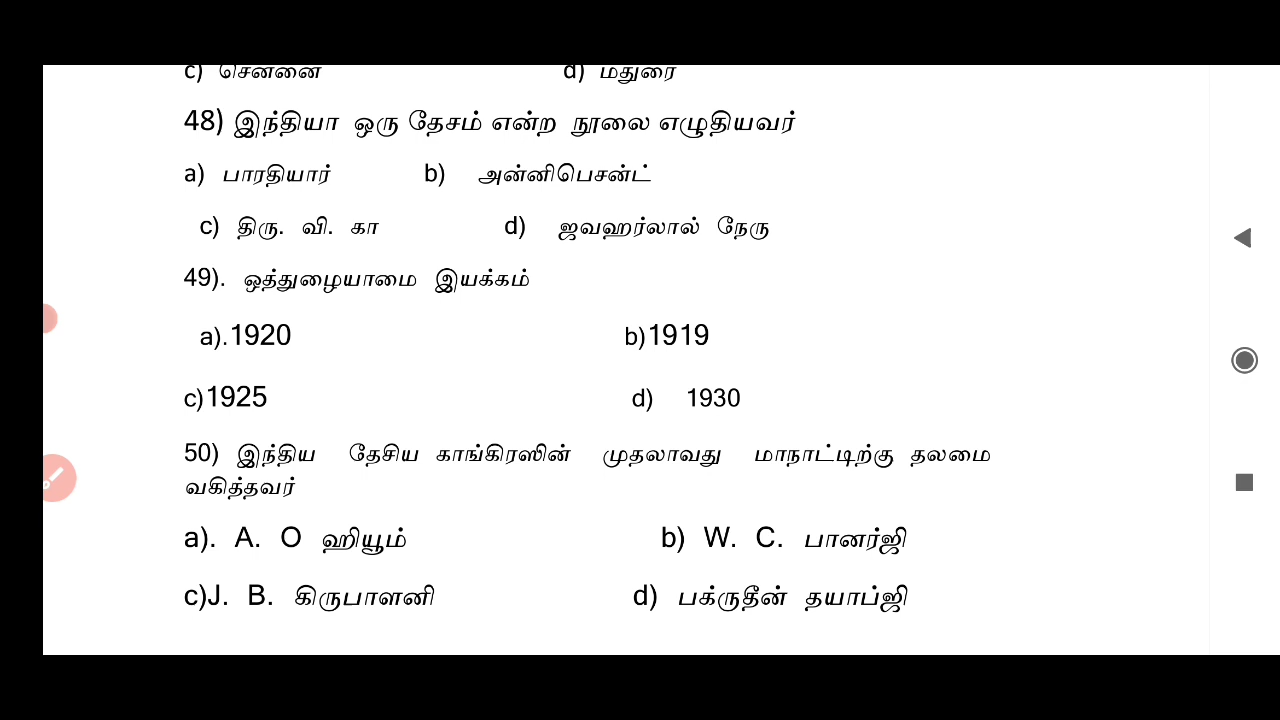 c) சென்னை d) மதுரை
48) இந்தியா ஒரு தேசம் என்ற நூலை எழுதியவர்
a) பாரதியார் b) அன்னிபெசன்ட்
c) திரு. வி. கா d) ஜவஹர்லால் நேரு
49). ஒத்துழையாமை இயக்கம்
a).1920 b)1919
c)1925 d) 1930
50) இந்திய தேசிய காங்கிரஸின் முதலாவது மாநாட்டிற்கு தலமை
வகித்தவர்
a). A. O ஹியூம் b) W. C. பானர்ஜி
c)J. B. கிருபாளனி d) பக்ருதீன் தயாப்ஜி